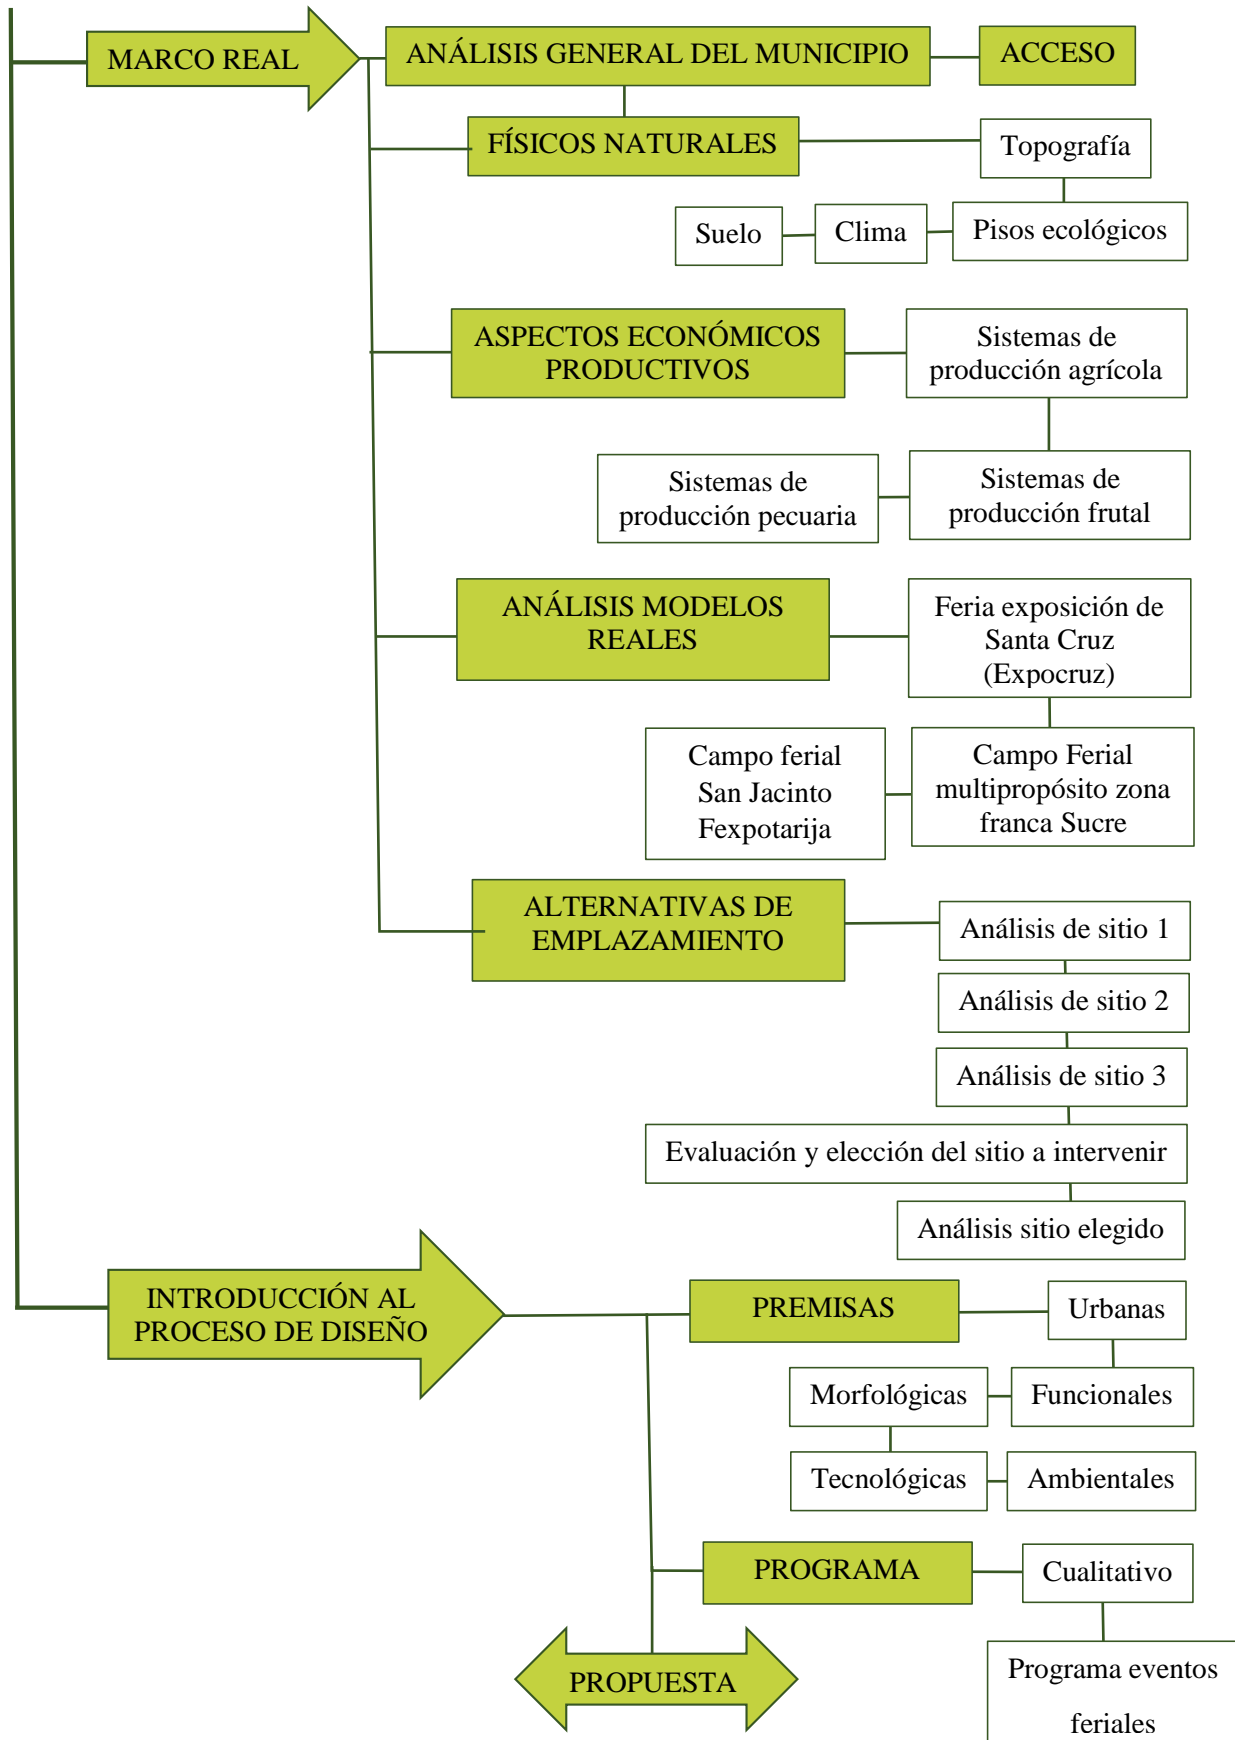 MARCO REAL
ANÁLISIS GENERAL DEL MUNICIPIO
ACCESO
FÍSICOS NATURALES
Topografía
Pisos ecológicos
Clima
Suelo
ASPECTOS ECONÓMICOS
PRODUCTIVOS
Sistemas de
producción agrícola
Sistemas de
producción frutal
Sistemas de
producción pecuaria
ANÁLISIS MODELOS
REALES
Feria exposición de
Santa Cruz
(Expocruz)
Campo Ferial
multipropósito zona
franca Sucre
Campo ferial
San Jacinto
Fexpotarija
ALTERNATIVAS DE
EMPLAZAMIENTO
Análisis de sitio 1
Análisis de sitio 2
Análisis de sitio 3
Evaluación y elección del sitio a intervenir
Análisis sitio elegido
INTRODUCCIÓN AL
PROCESO DE DISEÑO
PREMISAS
Urbanas
Funcionales
Morfológicas
Tecnológicas
Ambientales
PROGRAMA
Cualitativo
Programa eventos
feriales
PROPUESTA